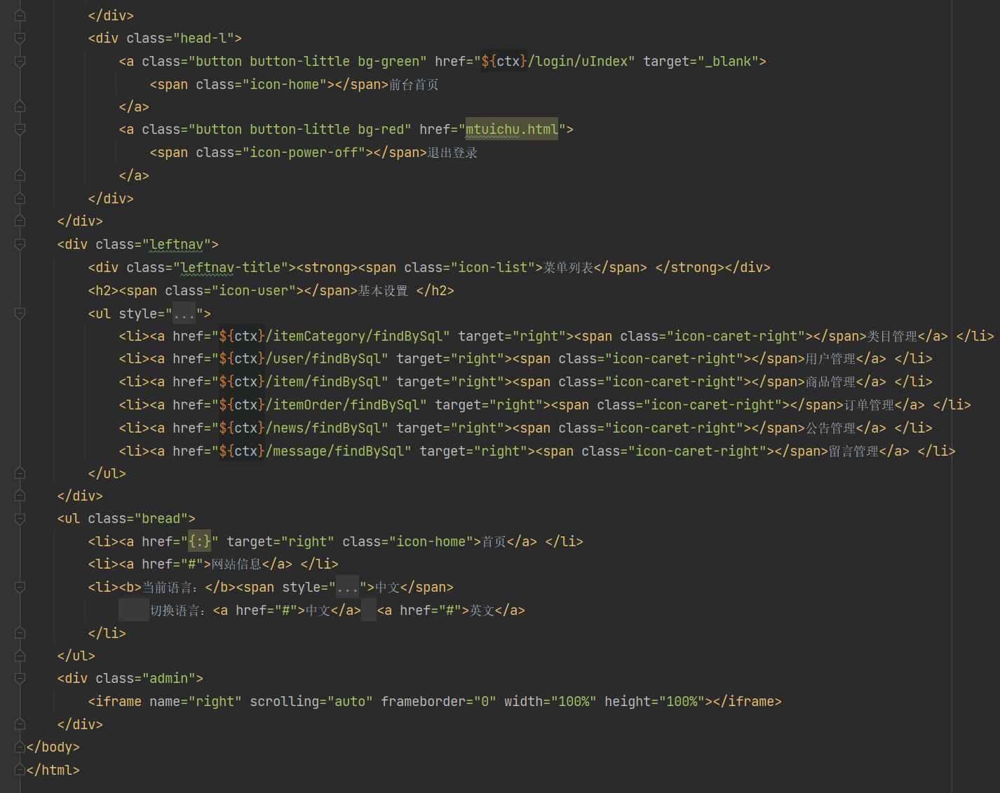 </div>
<div class="head-l">
<a class="button button-little bg-green" href="${ctx}/login/uIndex" target="_blank">
<span class="icon-home"></span>前台首页
</a>
<a class="button button-little bg-red" href="mtuichu.html">
<span class="icon-power-off"></span>退出登录
</a>
</div>
</div>
<div class="leftnav">
<div class="leftnav-title"><strong><span class="icon-list">菜单列表</span> </strong></div>
<h2><span class="icon-user"></span>基本设置 </h2>
<ul style="...">
<li><a href="${ctx}/itemCategory/findBySql" target="right"><span class="icon-caret-right"></span>类目管理</a> </li>
<li><a href="${ctx}/user/findBySql" target="right"><span class="icon-caret-right"></span>用户管理</a> </li>
<li><a href="${ctx}/item/findBySql" target="right"><span class="icon-caret-right"></span>商品管理</a> </li>
<li><a href="${ctx}/itemOrder/findBySql" target="right"><span class="icon-caret-right"></span>订单管理</a> </li>
<li><a href="${ctx}/news/findBySql" target="right"><span class="icon-caret-right"></span>公告管理</a> </li>
<li><a href="${ctx}/message/findBySql" target="right"><span class="icon-caret-right"></span>留言管理</a> </li>
</ul>
</div>
<ul class="bread">
<li><a href="{:}" target="right" class="icon-home">首页</a> </li>
<li><a href="#">网站信息</a> </li>
<li><b>当前语言：</b><span style="...">中文</span>
切换语言：<a href="#">中文</a>  <a href="#">英文</a>
</li>
</ul>
<div class="admin">
<iframe name="right" scrolling="auto" frameborder="0" width="100%" height="100%"></iframe>
</div>
</body>
</html>